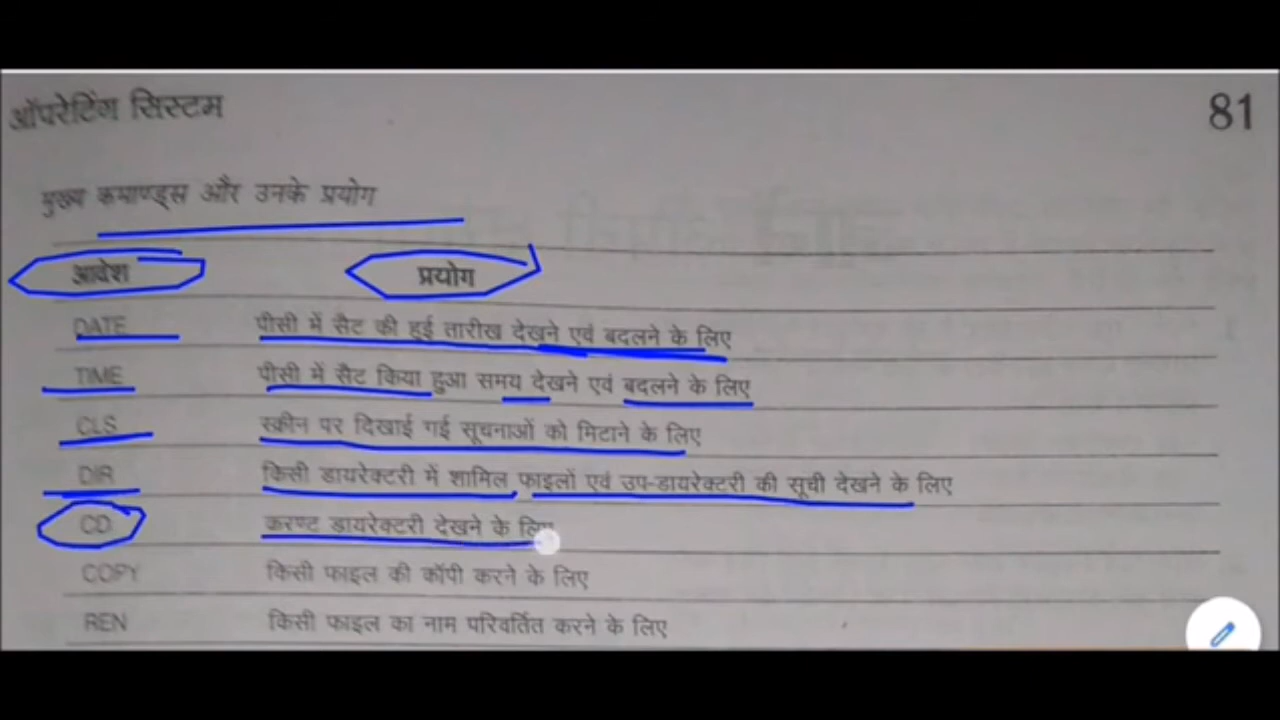 ऑपरेटिंग सिस्टम 81
मुख्य कमाण्ड्स और उनके प्रयोग
आदेश प्रयोग
DATE पीसी में सैट की हुई तारीख देखने एवं बदलने के लिए
TIME पीसी में सैट किया हुआ समय देखने एवं बदलने के लिए
CLS स्क्रीन पर दिखाई गई सूचनाओं को मिटाने के लिए
DIR किसी डायरेक्टरी में शामिल फाइलों एवं उप-डायरेक्टरी की सूची देखने के लिए
CD करण्ट डायरेक्टरी देखने के लिए
COPY किसी फाइल की कॉपी करने के लिए
REN किसी फाइल का नाम परिवर्तित करने के लिए